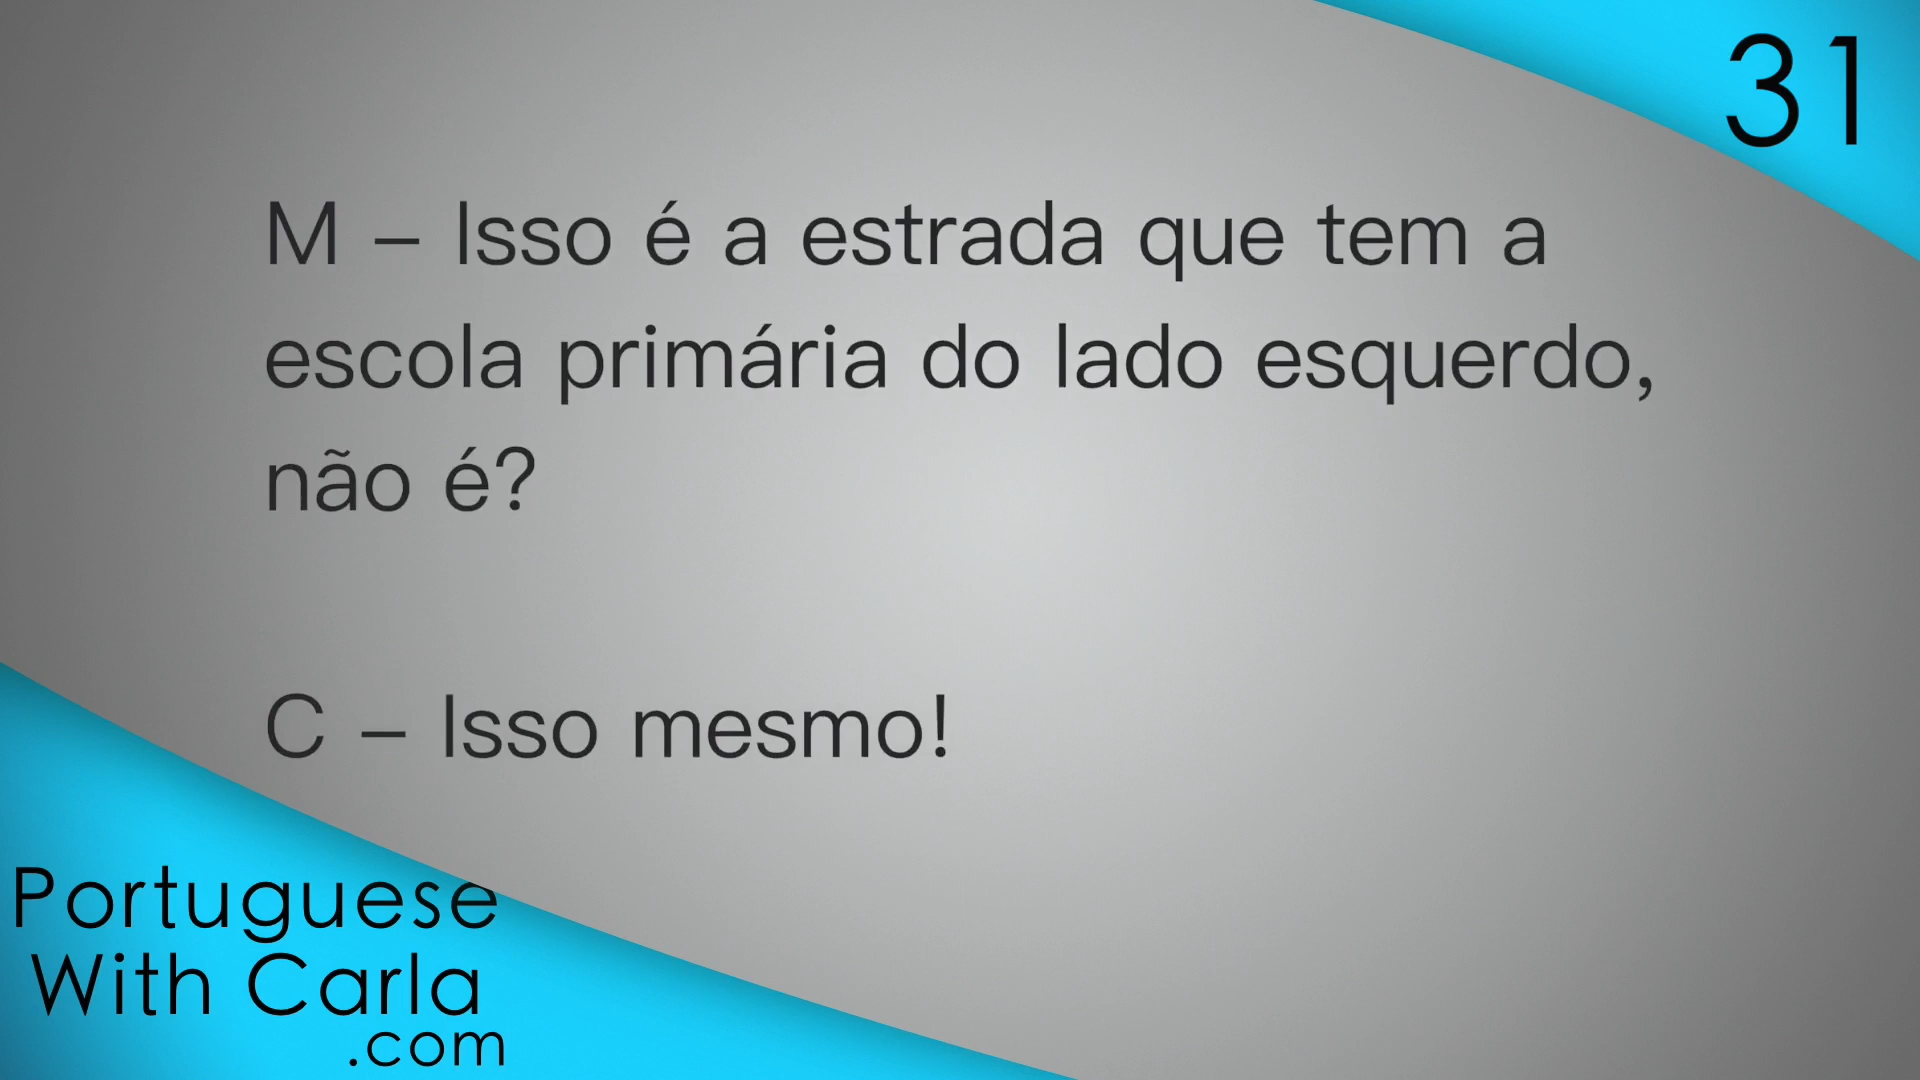 31
M – Isso é a estrada que tem a
escola primária do lado esquerdo,
não é?
C – Isso mesmo!
Portuguese
With Carla
.com